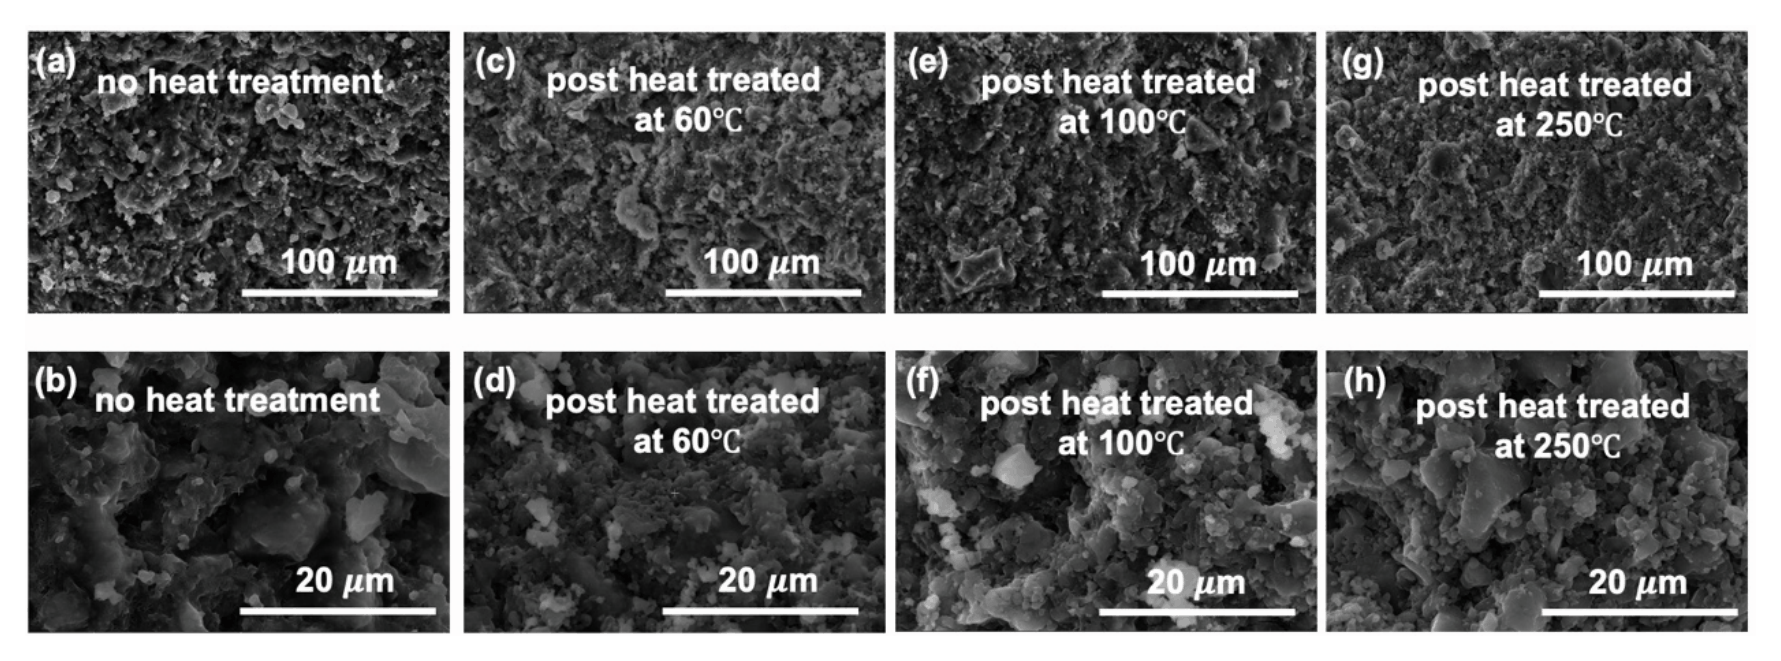 (a)
no heat treatment
100 μm
(c)
post heat treated
at 60℃
100 μm
(e)
post heat treated
at 100℃
100 μm
(g)
post heat treated
at 250℃
100 μm
(b)
no heat treatment
20 μm
(d)
post heat treated
at 60℃
20 μm
(f)
post heat treated
at 100℃
20 μm
(h)
post heat treated
at 250℃
20 μm